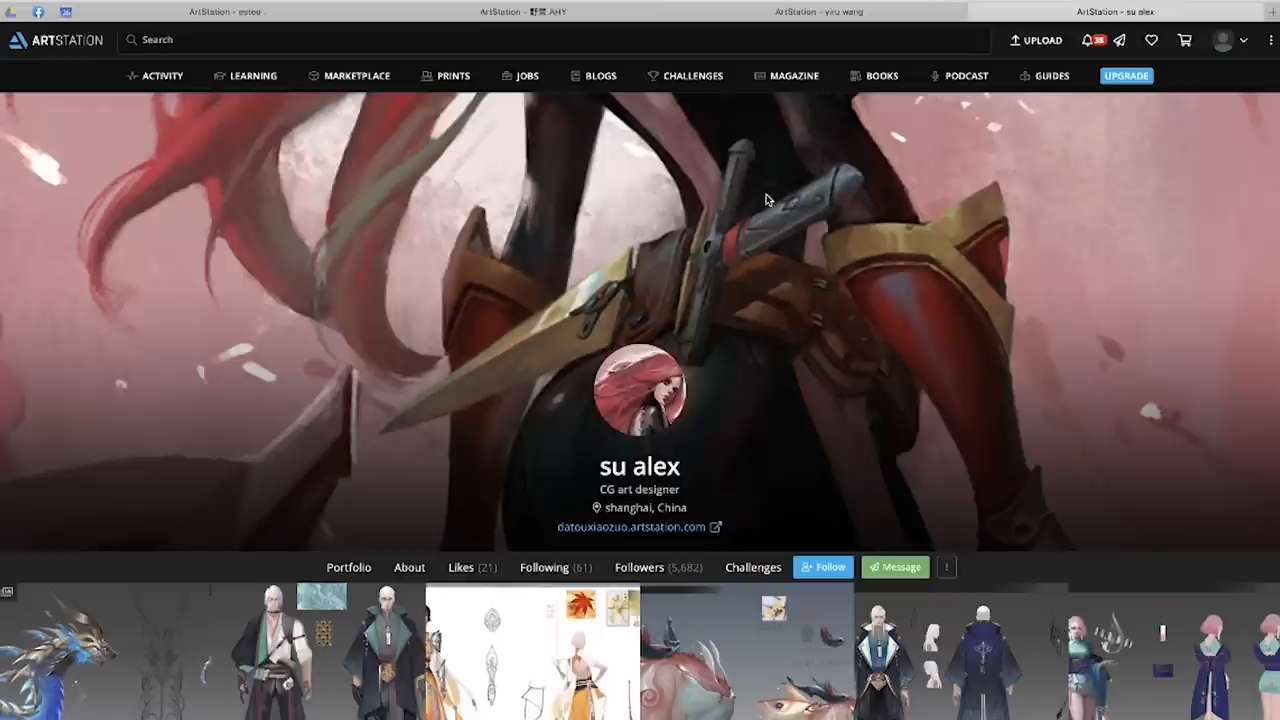 ArtStation - esteo .
ArtStation - 野菜 AHY
ArtStation - yiru wang
ArtStation - su alex
ARTSTATION
Search
UPLOAD
38
ACTIVITY
LEARNING
MARKETPLACE
PRINTS
JOBS
BLOGS
CHALLENGES
MAGAZINE
BOOKS
PODCAST
GUIDES
UPGRADE
su alex
CG art designer
shanghai, China
datouxiaozuo.artstation.com
Portfolio
About
Likes (21)
Following (61)
Followers (5,682)
Challenges
Follow
Message